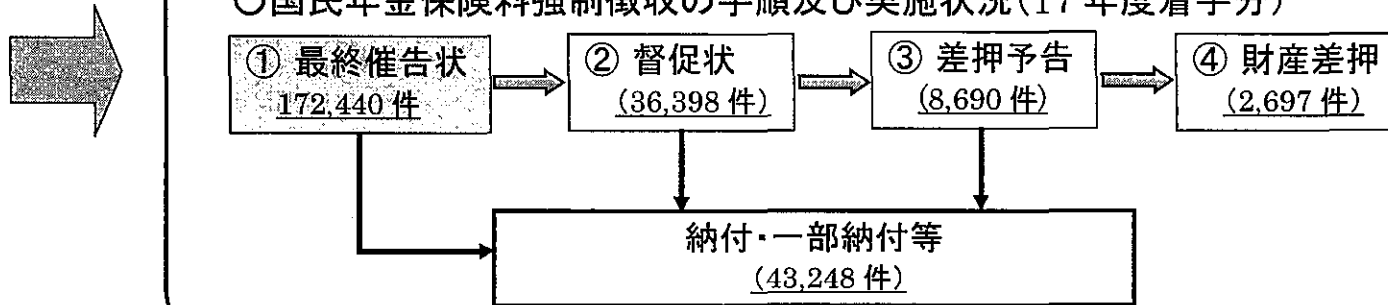 ○国民年金保険料強制徴収の手順及び実施状況(17年度着手分)
① 最終催告状
172,440 件
② 督促状
(36,398 件)
③ 差押予告
(8,690 件)
④ 財産差押
(2,697 件)
納付・一部納付等
(43,248 件)